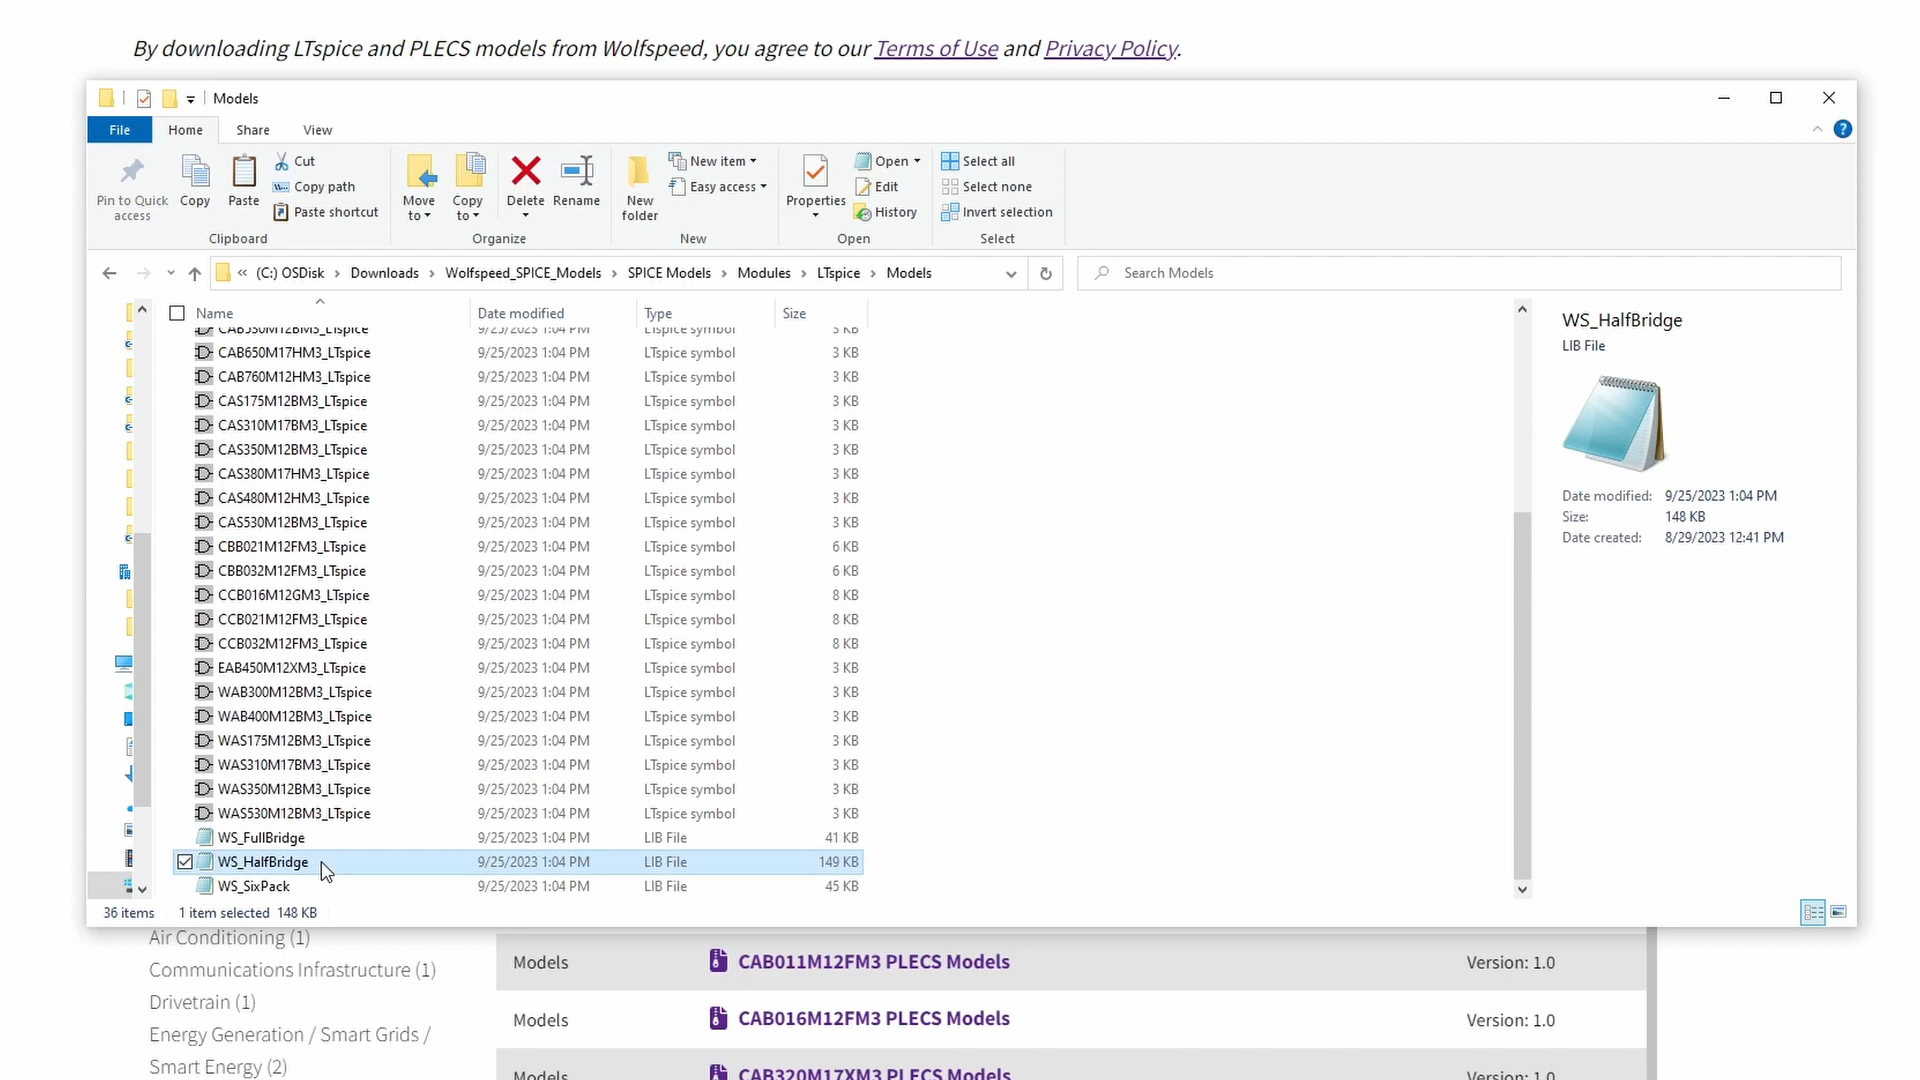 By downloading LTspice and PLECS models from Wolfspeed, you agree to our Terms of Use and Privacy Policy.
Models
File Home Share View
Pin to Quick access
Copy
Paste
Cut
Copy path
Paste shortcut
Clipboard
Move to
Copy to
Delete
Rename
Organize
New folder
New item
Easy access
New
Properties
Open
Edit
History
Open
Select all
Select none
Invert selection
Select
« (C:) OSDisk › Downloads › Wolfspeed_SPICE_Models › SPICE Models › Modules › LTspice › Models
Search Models
Name Date modified Type Size
CAB530M12BM3_LTspice 9/25/2023 1:04 PM LTspice symbol 3 KB
CAB650M17HM3_LTspice 9/25/2023 1:04 PM LTspice symbol 3 KB
CAB760M12HM3_LTspice 9/25/2023 1:04 PM LTspice symbol 3 KB
CAS175M12BM3_LTspice 9/25/2023 1:04 PM LTspice symbol 3 KB
CAS310M17BM3_LTspice 9/25/2023 1:04 PM LTspice symbol 3 KB
CAS350M12BM3_LTspice 9/25/2023 1:04 PM LTspice symbol 3 KB
CAS380M17HM3_LTspice 9/25/2023 1:04 PM LTspice symbol 3 KB
CAS480M12HM3_LTspice 9/25/2023 1:04 PM LTspice symbol 3 KB
CAS530M12BM3_LTspice 9/25/2023 1:04 PM LTspice symbol 3 KB
CBB021M12FM3_LTspice 9/25/2023 1:04 PM LTspice symbol 6 KB
CBB032M12FM3_LTspice 9/25/2023 1:04 PM LTspice symbol 6 KB
CCB016M12GM3_LTspice 9/25/2023 1:04 PM LTspice symbol 8 KB
CCB021M12FM3_LTspice 9/25/2023 1:04 PM LTspice symbol 8 KB
CCB032M12FM3_LTspice 9/25/2023 1:04 PM LTspice symbol 8 KB
EAB450M12XM3_LTspice 9/25/2023 1:04 PM LTspice symbol 3 KB
WAB300M12BM3_LTspice 9/25/2023 1:04 PM LTspice symbol 3 KB
WAB400M12BM3_LTspice 9/25/2023 1:04 PM LTspice symbol 3 KB
WAS175M12BM3_LTspice 9/25/2023 1:04 PM LTspice symbol 3 KB
WAS310M17BM3_LTspice 9/25/2023 1:04 PM LTspice symbol 3 KB
WAS350M12BM3_LTspice 9/25/2023 1:04 PM LTspice symbol 3 KB
WAS530M12BM3_LTspice 9/25/2023 1:04 PM LTspice symbol 3 KB
WS_FullBridge 9/25/2023 1:04 PM LIB File 41 KB
WS_HalfBridge 9/25/2023 1:04 PM LIB File 149 KB
WS_SixPack 9/25/2023 1:04 PM LIB File 45 KB
WS_HalfBridge
LIB File
Date modified: 9/25/2023 1:04 PM
Size: 148 KB
Date created: 8/29/2023 12:41 PM
36 items 1 item selected 148 KB
Air Conditioning (1)
Communications Infrastructure (1)
Drivetrain (1)
Energy Generation / Smart Grids /
Smart Energy (2)
Models CAB011M12FM3 PLECS Models Version: 1.0
Models CAB016M12FM3 PLECS Models Version: 1.0
Models CAB320M17XM3 PLECS Models Version: 1.0